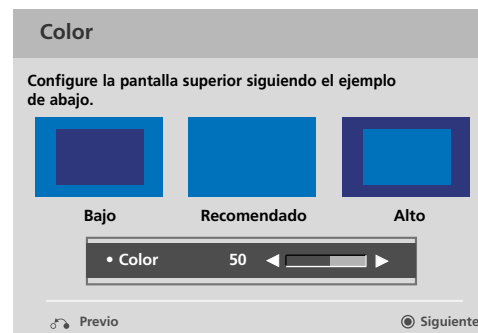 Color
Configure la pantalla superior siguiendo el ejemplo
de abajo.
Bajo Recomendado Alto
• Color 50
Previo Siguiente